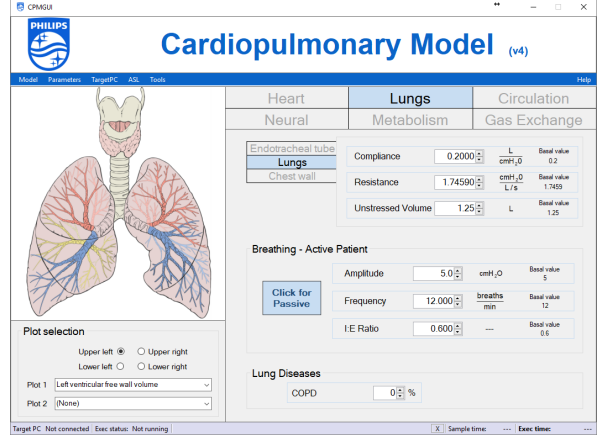 CPMGUI
PHILIPS
Cardiopulmonary Model (v4)
Model Parameters TargetPC ASL Tools Help
Heart Lungs Circulation
Neural Metabolism Gas Exchange
Endotracheal tube
Lungs
Chest wall
Compliance 0.2000 L / cmH2O Basal value 0.2
Resistance 1.74590 cmH2O / L / s Basal value 1.7459
Unstressed Volume 1.25 L Basal value 1.25
Breathing - Active Patient
Click for Passive
Amplitude 5.0 cmH2O Basal value 5
Frequency 12.000 breaths / min Basal value 12
I:E Ratio 0.600 --- Basal value 0.6
Lung Diseases
COPD 0 %
Plot selection
Upper left Upper right
Lower left Lower right
Plot 1 Left ventricular free wall volume
Plot 2 (None)
Target PC Not connected Exec status: Not running X Sample time: --- Exec time: ---